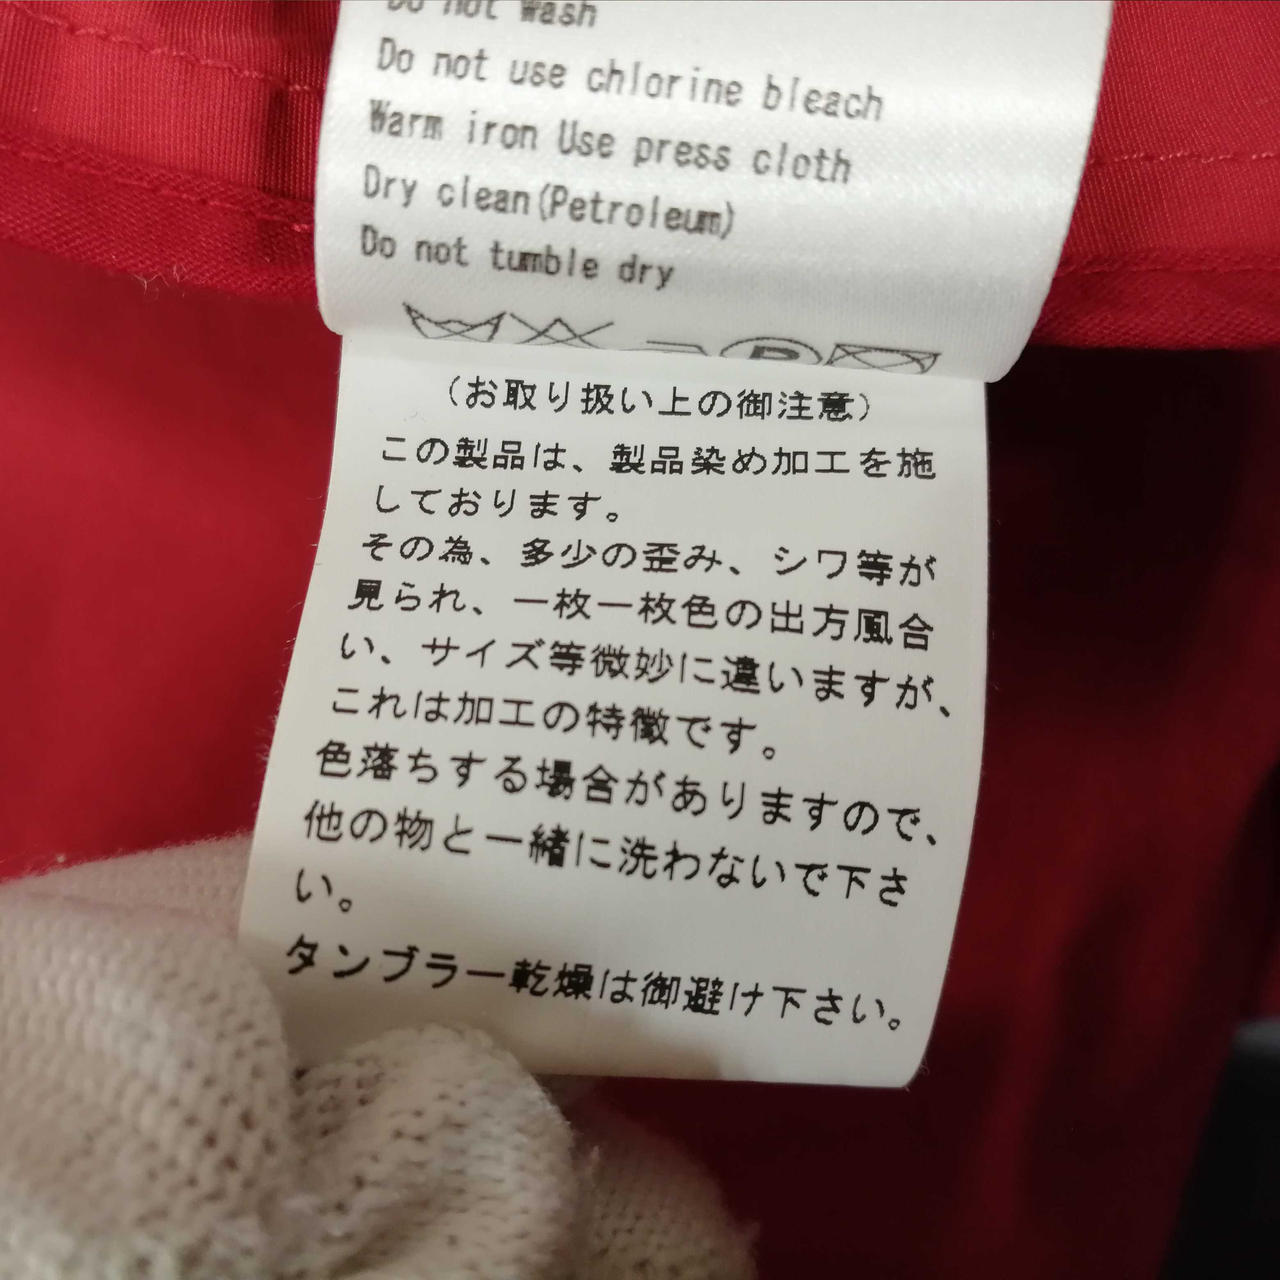 Do not wash
Do not use chlorine bleach
Warm iron Use press cloth
Dry clean(Petroleum)
Do not tumble dry
P
(お取り扱い上の御注意)
この製品は、製品染め加工を施
しております。
その為、多少の歪み、シワ等が
見られ、一枚一枚色の出方風合
い、サイズ等微妙に違いますが、
これは加工の特徴です。
色落ちする場合がありますので、
他の物と一緒に洗わないで下さ
い。
タンブラー乾燥は御避け下さい。